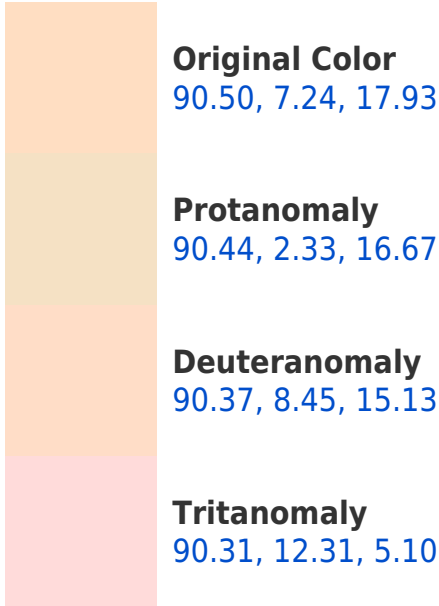 Original Color
90.50, 7.24, 17.93
Protanomaly
90.44, 2.33, 16.67
Deuteranomaly
90.37, 8.45, 15.13
Tritanomaly
90.31, 12.31, 5.10